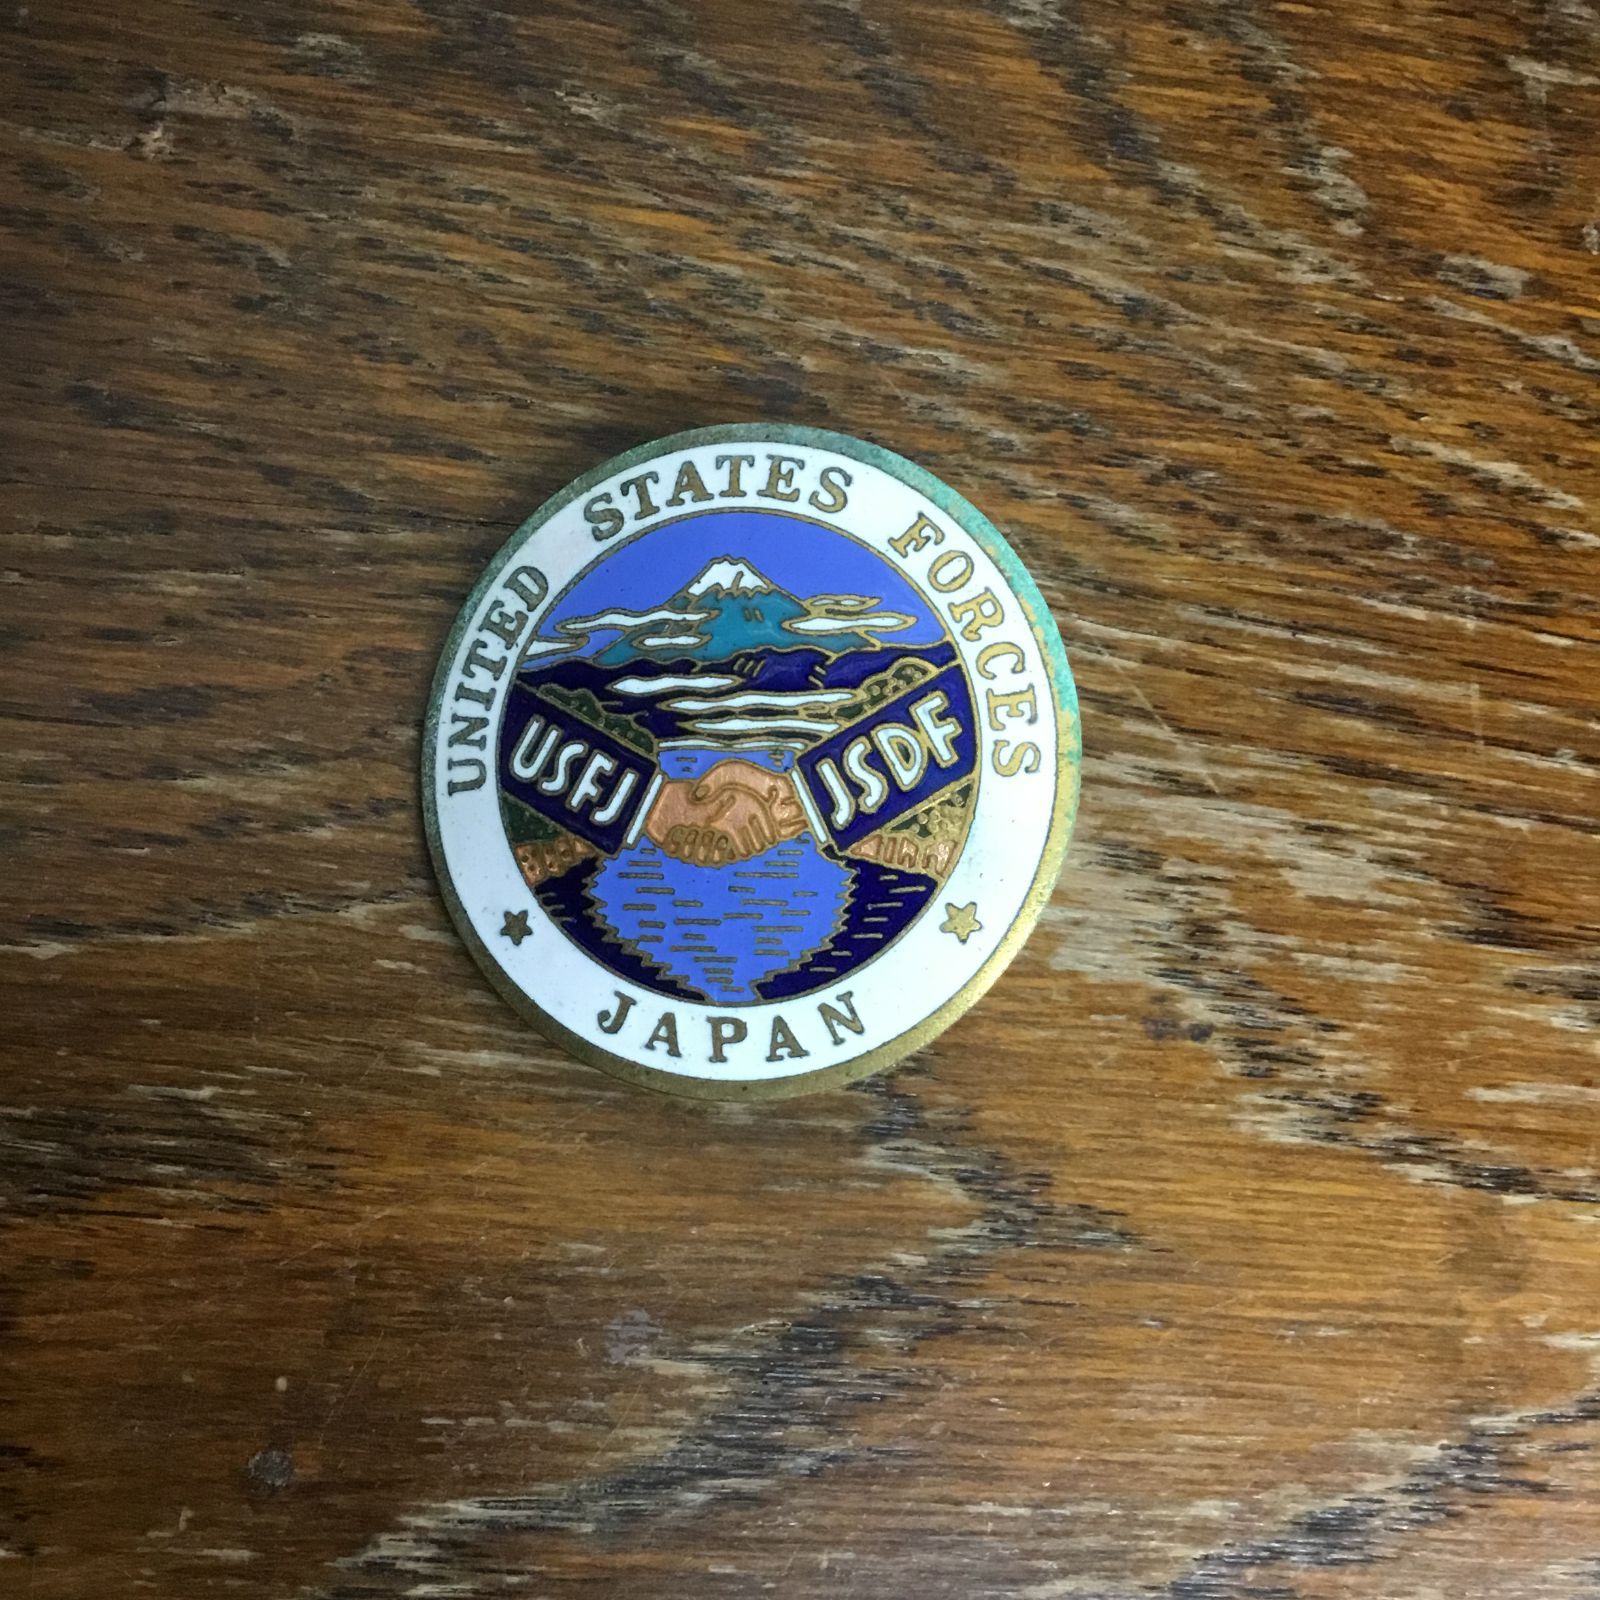 UNITED STATES FORCES
USFJ
JSDF
JAPAN